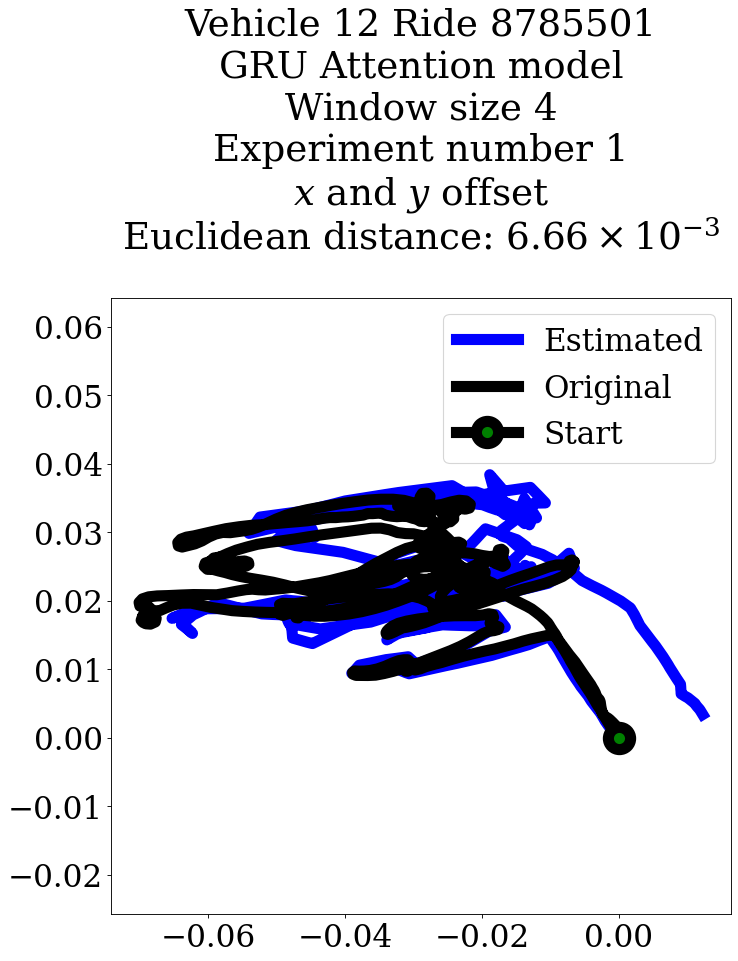 Vehicle 12 Ride 8785501
GRU Attention model
Window size 4
Experiment number 1
x and y offset
Euclidean distance: 6.66 × 10⁻³
Estimated
Original
Start
0.06
0.05
0.04
0.03
0.02
0.01
0.00
−0.01
−0.02
−0.06
−0.04
−0.02
0.00